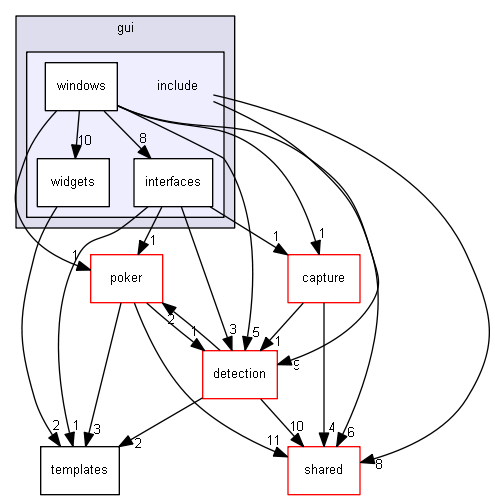 gui
windows
include
10
8
widgets
interfaces
1
1
1
1
poker
capture
2
1
3
5
1
9
detection
2
1
3
2
11
10
4
6
8
templates
shared